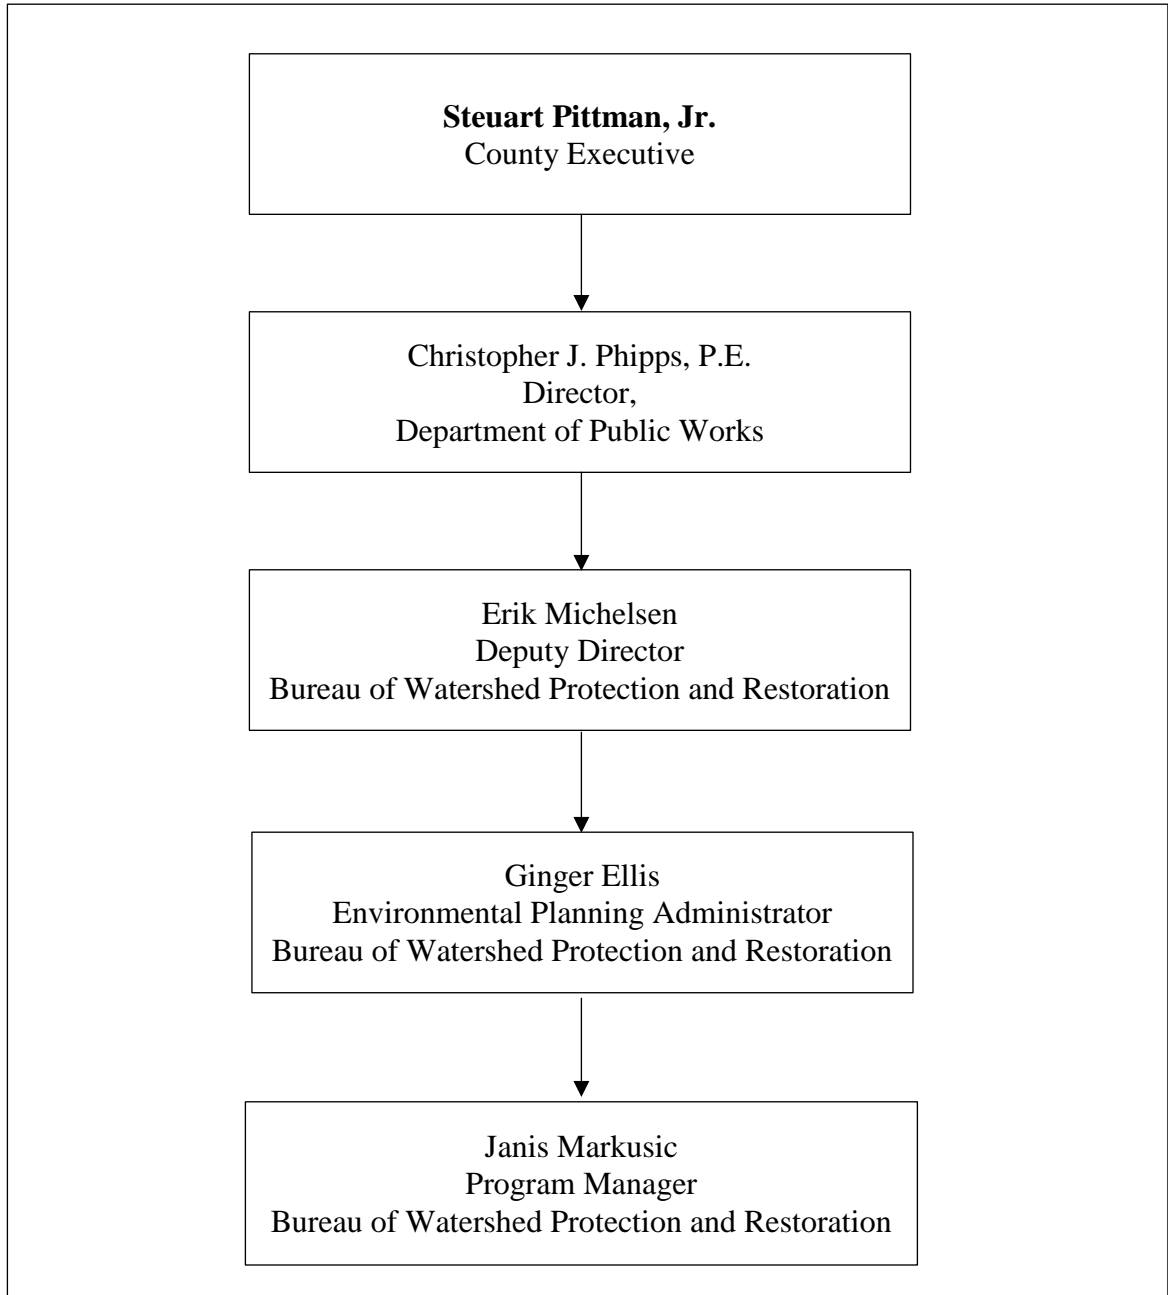 Steuart Pittman, Jr.
County Executive
Christopher J. Phipps, P.E.
Director,
Department of Public Works
Erik Michelsen
Deputy Director
Bureau of Watershed Protection and Restoration
Ginger Ellis
Environmental Planning Administrator
Bureau of Watershed Protection and Restoration
Janis Markusic
Program Manager
Bureau of Watershed Protection and Restoration